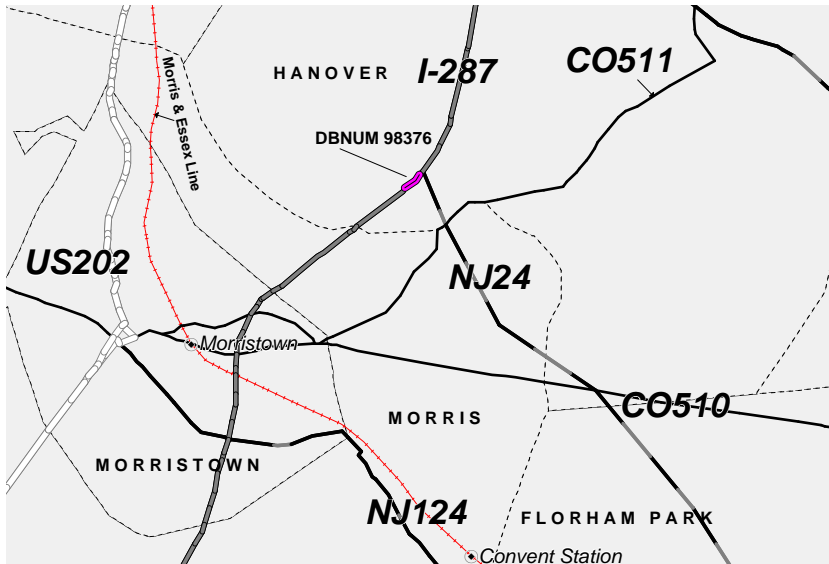 HANOVER
I-287
CO511
Morris & Essex Line
DBNUM 98376
US202
NJ24
Morristown
CO510
MORRIS
MORRISTOWN
NJ124
FLORHAM PARK
Convent Station